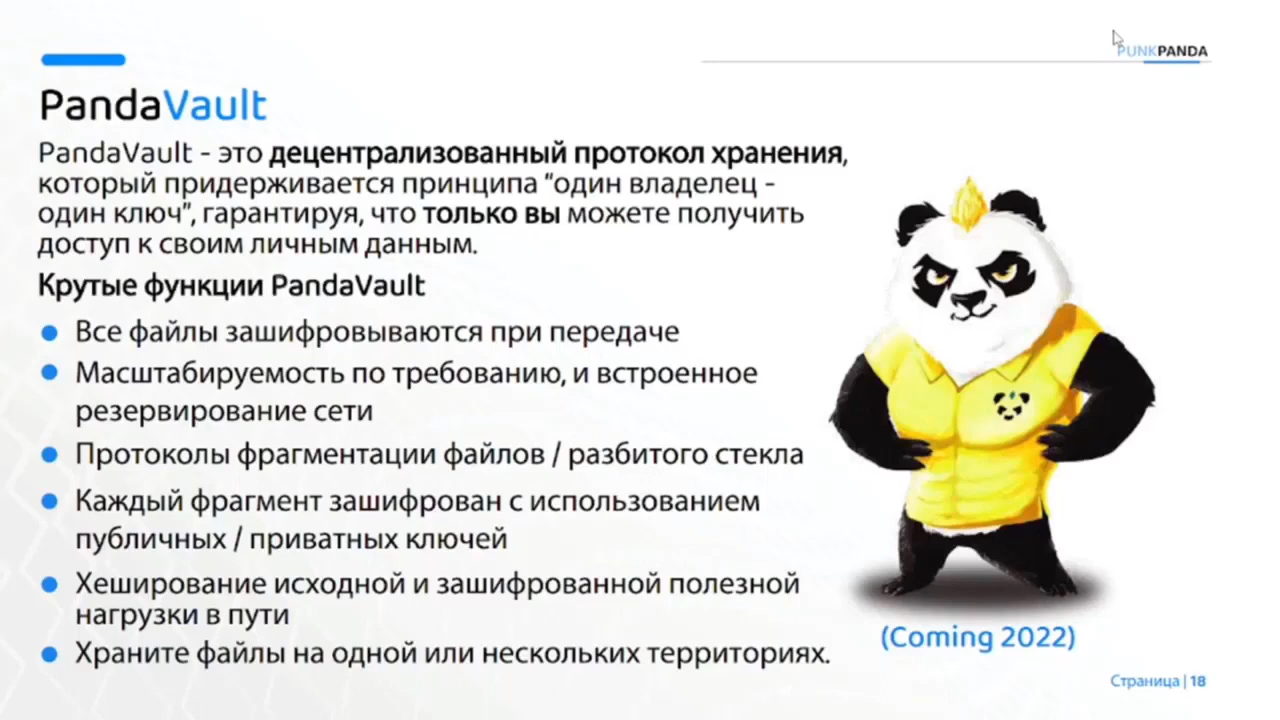 PUNKPANDA
PandaVault
PandaVault - это децентрализованный протокол хранения,
который придерживается принципа "один владелец -
один ключ", гарантируя, что только вы можете получить
доступ к своим личным данным.
Крутые функции PandaVault
Все файлы зашифровываются при передаче
Масштабируемость по требованию, и встроенное
резервирование сети
Протоколы фрагментации файлов / разбитого стекла
Каждый фрагмент зашифрован с использованием
публичных / приватных ключей
Хеширование исходной и зашифрованной полезной
нагрузки в пути
Храните файлы на одной или нескольких территориях.
(Coming 2022)
Страница | 18